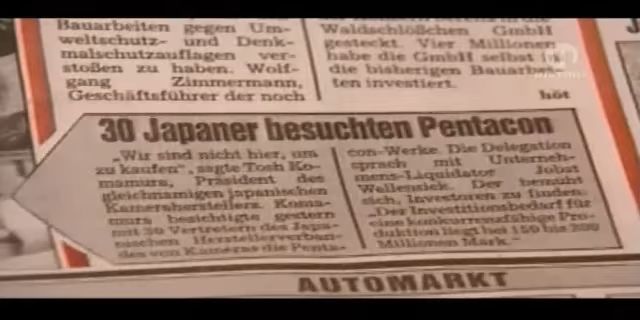 Bauarbeiten gegen Um-
weltschutz- und Denk-
malschutzauflagen ver-
stoßen zu haben. Wolf-
gang Zimmermann,
Geschäftsführer der noch
Waldschlößchen GmbH
gesteckt. Vier Millionen
habe die GmbH selbst in
die bisherigen Bauarbei-
ten investiert.
höt
30 Japaner besuchten Pentacon
„Wir sind nicht hier, um
zu kaufen“, sagte Tosh Ko-
mamura, Präsident des
gleichnamigen japanischen
Kameraherstellers. Koma-
mura besichtigte gestern
mit 30 Vertretern des Japa-
nischen Herstellerverban-
des von Kameras die Penta-
con-Werke. Die Delegation
sprach mit Unterneh-
mens-Liquidator Jobst
Wellensiek. Der bemüht
sich, Investoren zu finden.
„Der Investitionsbedarf für
eine konkurrenzfähige Pro-
duktion liegt bei 150 bis 200
Millionen Mark.“
AUTOMARKT